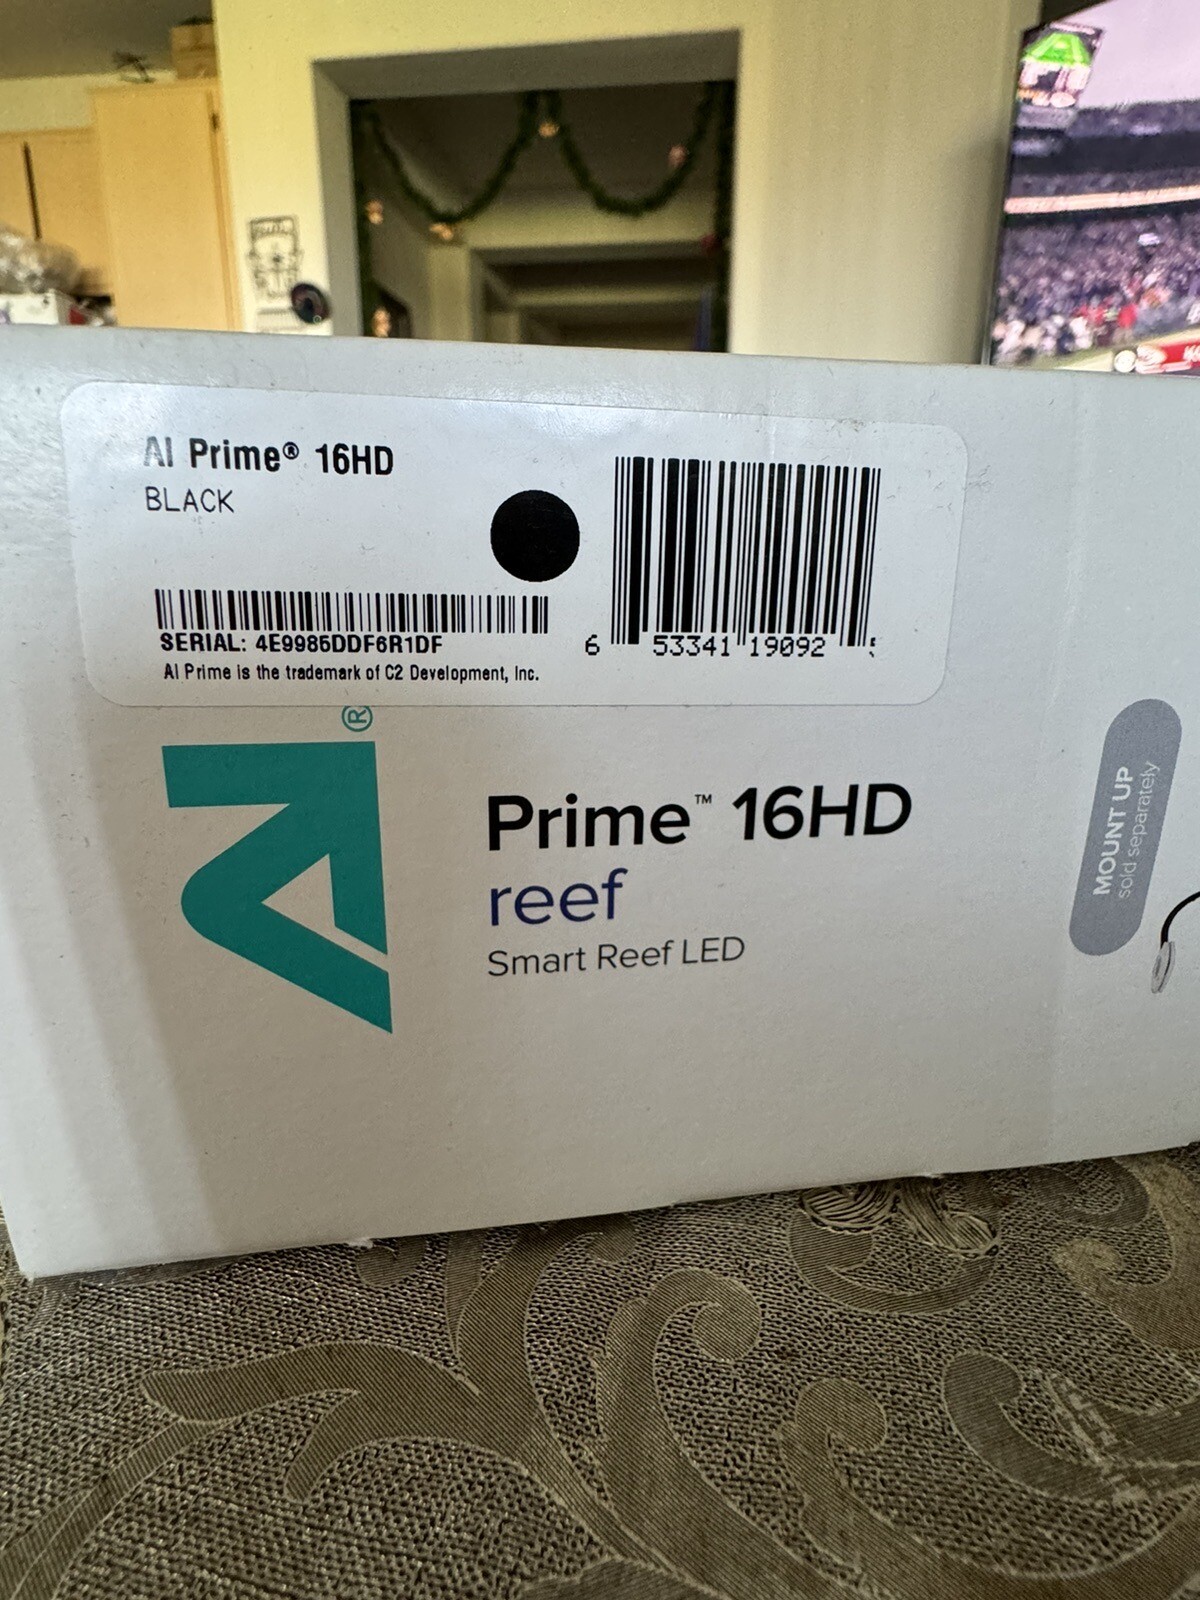 AI Prime® 16HD
BLACK
SERIAL: 4E9985DDF6R1DF
6 53341 19092
AI Prime is the trademark of C2 Development, Inc.
AI®
Prime™ 16HD
reef
Smart Reef LED
MOUNT UP
sold separately